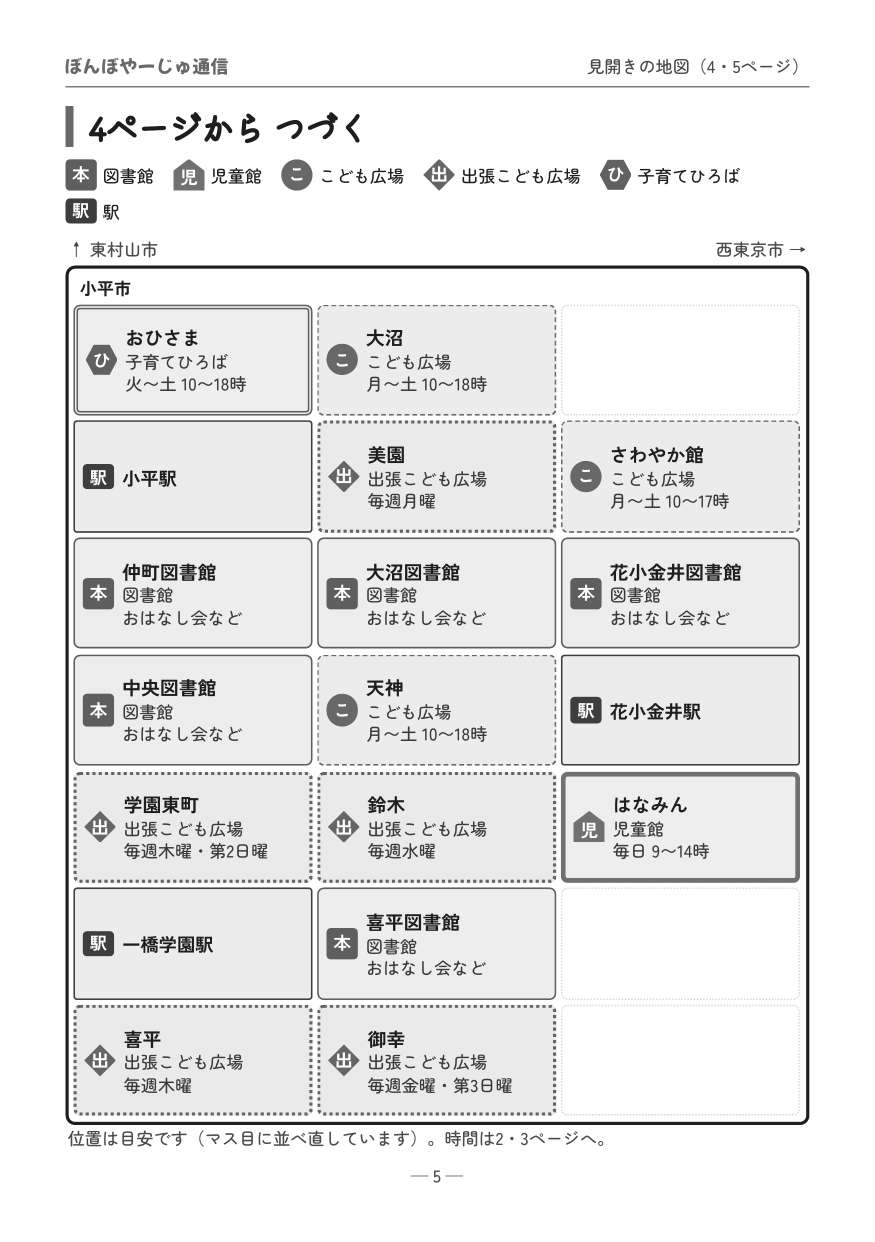 ぼんぼやーじゅ通信
見開きの地図（4・5ページ）
4ページから つづく
本 図書館 児 児童館 こ こども広場 出 出張こども広場 ひ 子育てひろば
駅 駅
↑ 東村山市
西東京市 →
小平市
ひ
おひさま
子育てひろば
火〜土 10〜18時
こ
大沼
こども広場
月〜土 10〜18時
駅 小平駅
出
美園
出張こども広場
毎週月曜
こ
さわやか館
こども広場
月〜土 10〜17時
本
仲町図書館
図書館
おはなし会など
本
大沼図書館
図書館
おはなし会など
本
花小金井図書館
図書館
おはなし会など
本
中央図書館
図書館
おはなし会など
こ
天神
こども広場
月〜土 10〜18時
駅 花小金井駅
出
学園東町
出張こども広場
毎週木曜・第2日曜
出
鈴木
出張こども広場
毎週水曜
児
はなみん
児童館
毎日 9〜14時
駅 一橋学園駅
本
喜平図書館
図書館
おはなし会など
出
喜平
出張こども広場
毎週木曜
出
御幸
出張こども広場
毎週金曜・第3日曜
位置は目安です（マス目に並べ直しています）。時間は2・3ページへ。
— 5 —